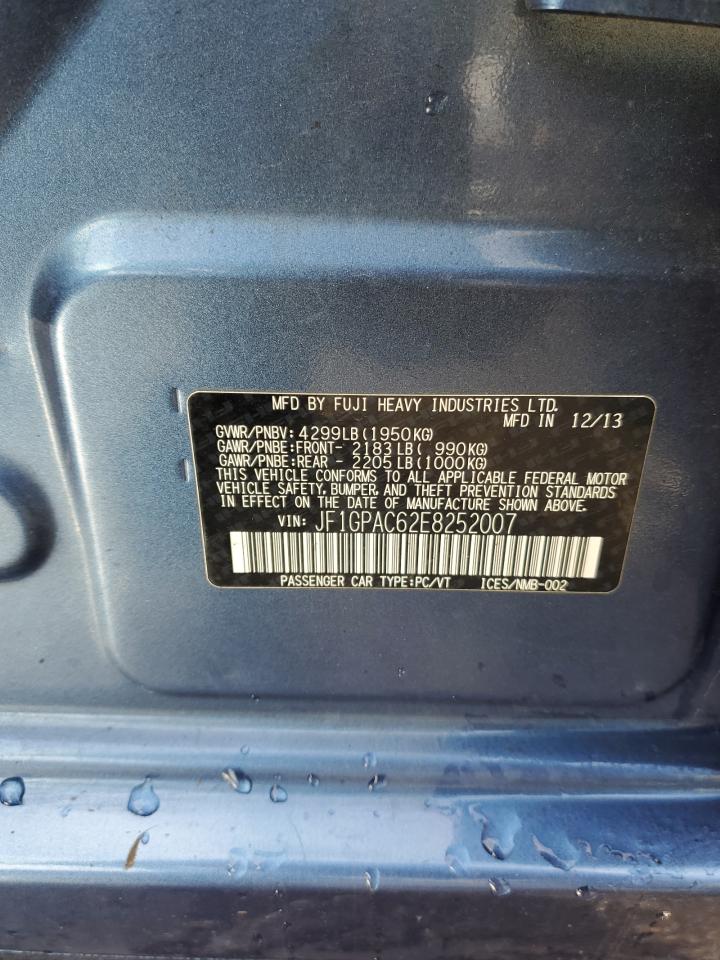 MFD BY FUJI HEAVY INDUSTRIES LTD.
MFD IN 12/13
GVWR/PNBV: 4299LB(1950KG)
GAWR/PNBE:FRONT- 2183LB( 990KG)
GAWR/PNBE:REAR - 2205LB(1000KG)
THIS VEHICLE CONFORMS TO ALL APPLICABLE FEDERAL MOTOR
VEHICLE SAFETY, BUMPER, AND THEFT PREVENTION STANDARDS
IN EFFECT ON THE DATE OF MANUFACTURE SHOWN ABOVE.
VIN: JF1GPAC62E8252007
PASSENGER CAR TYPE:PC/VT ICES/NMB-002